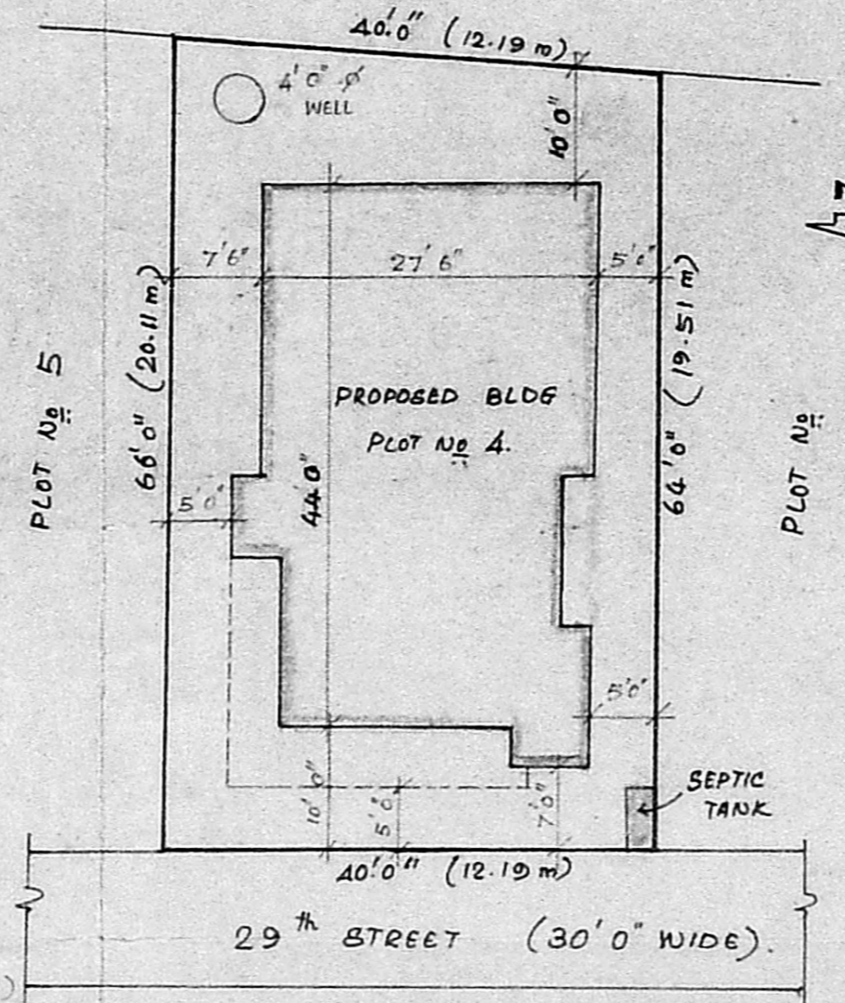 40'.0" (12.19 m)
4' 0" ϕ
WELL
10' 0"
7' 6"
27' 6"
5' 0"
66' 0" (20.11 m)
64' 0" (19.51 m)
PLOT No 5
PROPOSED BLDG
PLOT No 4.
PLOT No
5' 0"
44'.0"
5' 0"
SEPTIC
TANK
10' 0"
5' 0"
7' 0"
40'.0" (12.19 m)
29th STREET (30' 0" WIDE).